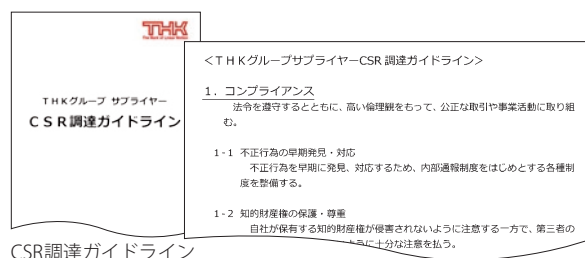 THK
The Mark of Linear Motion
THKグループ サプライヤー
CSR調達ガイドライン
<THKグループサプライヤーCSR調達ガイドライン>
1．コンプライアンス
法令を遵守するとともに、高い倫理観をもって、公正な取引や事業活動に取り組
む。
1-1 不正行為の早期発見・対応
不正行為を早期に発見、対応するため、内部通報制度をはじめとする各種制
度を整備する。
1-2 知的財産権の保護・尊重
自社が保有する知的財産権が侵害されないように注意する一方で、第三者の
ように十分な注意を払う。
CSR調達ガイドライン